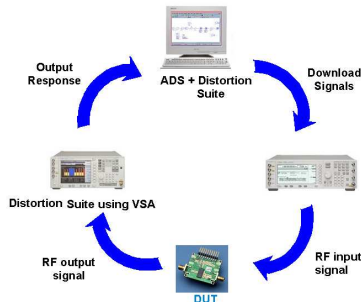 Output
Response
ADS + Distortion
Suite
Download
Signals
Distortion Suite using VSA
RF output
signal
RF input
signal
DUT